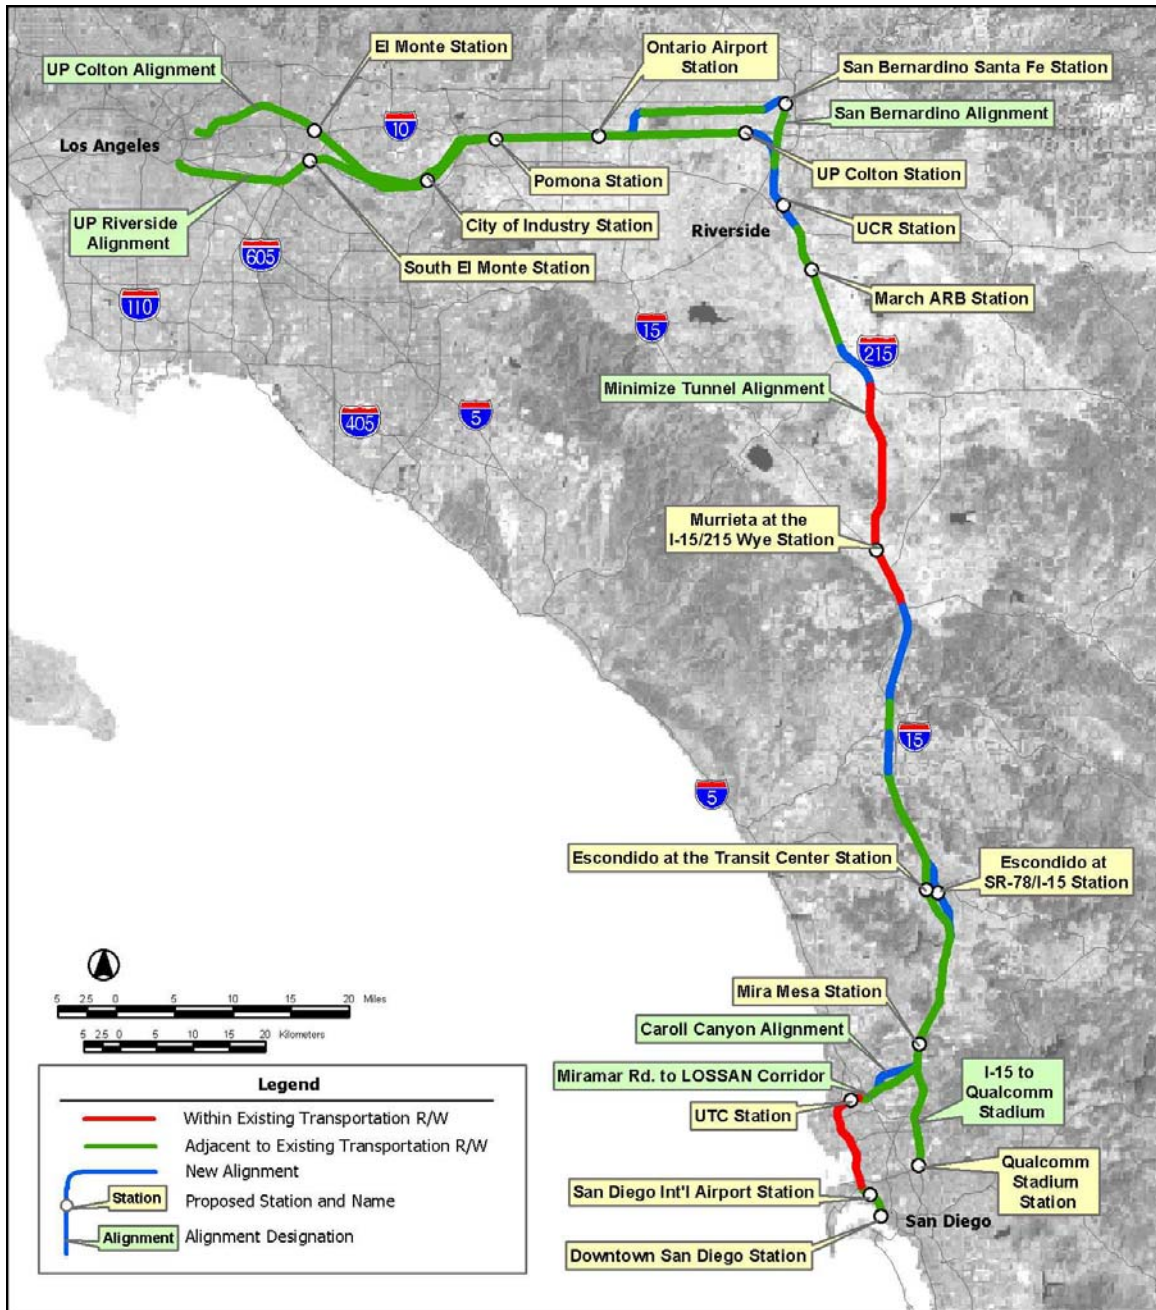 El Monte Station
Ontario Airport
Station
UP Colton Alignment
San Bernardino Santa Fe Station
San Bernardino Alignment
10
Los Angeles
Pomona Station
UP Colton Station
UP Riverside
Alignment
City of Industry Station
Riverside
UCR Station
605
South El Monte Station
March ARB Station
110
15
215
Minimize Tunnel Alignment
405
5
Murrieta at the
I-15/215 Wye Station
15
5
Escondido at the Transit Center Station
Escondido at
SR-78/I-15 Station
Mira Mesa Station
Caroll Canyon Alignment
Miramar Rd. to LOSSAN Corridor
I-15 to
Qualcomm
Stadium
UTC Station
Qualcomm
Stadium
Station
San Diego Int'l Airport Station
San Diego
Downtown San Diego Station
5 2.5 0 5 10 15 20 Miles
5 2.5 0 5 10 15 20 Kilometers
Legend
Within Existing Transportation R/W
Adjacent to Existing Transportation R/W
New Alignment
Station Proposed Station and Name
Alignment Alignment Designation